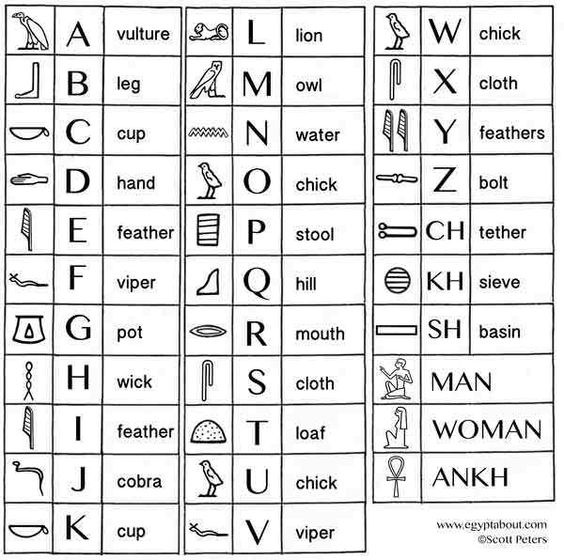 A vulture
B leg
C cup
D hand
E feather
F viper
G pot
H wick
I feather
J cobra
K cup
L lion
M owl
N water
O chick
P stool
Q hill
R mouth
S cloth
T loaf
U chick
V viper
W chick
X cloth
Y feathers
Z bolt
CH tether
KH sieve
SH basin
MAN
WOMAN
ANKH
www.egyptabout.com
©Scott Peters